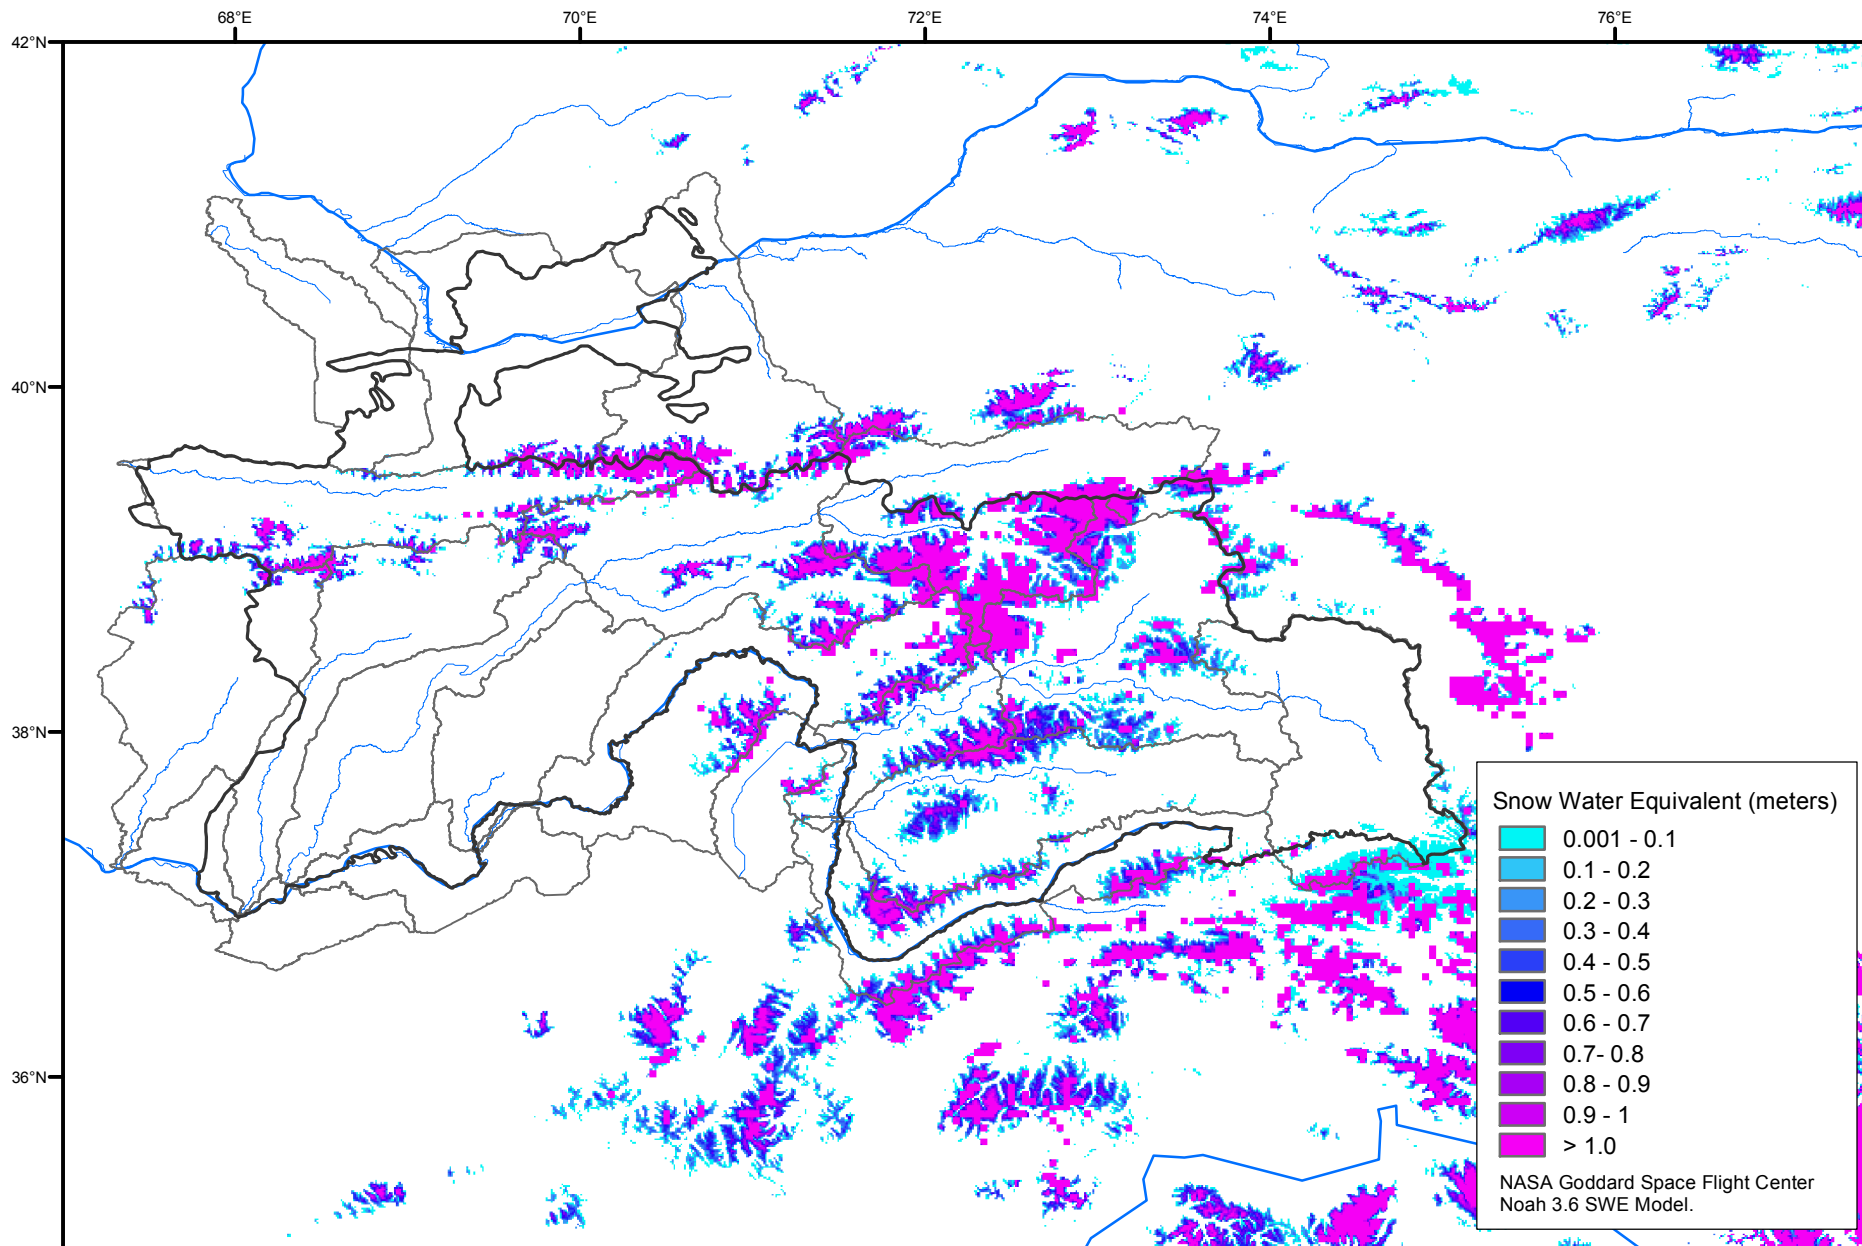 68°E 70°E 72°E 74°E 76°E
42°N
40°N
38°N
36°N
Snow Water Equivalent (meters)
0.001 - 0.1
0.1 - 0.2
0.2 - 0.3
0.3 - 0.4
0.4 - 0.5
0.5 - 0.6
0.6 - 0.7
0.7- 0.8
0.8 - 0.9
0.9 - 1
> 1.0
NASA Goddard Space Flight Center
Noah 3.6 SWE Model.